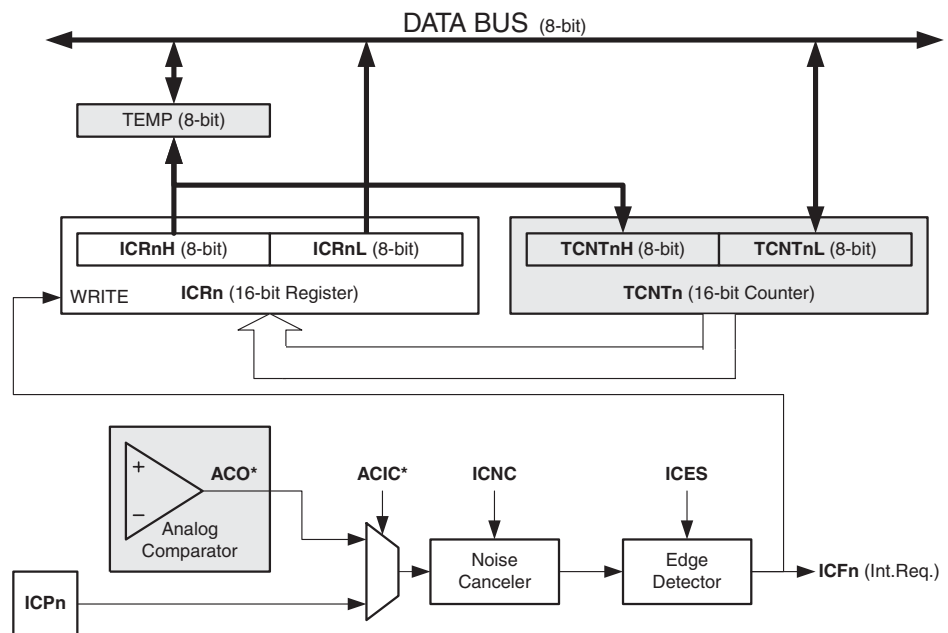 DATA BUS (8-bit)
TEMP (8-bit)
ICRnH (8-bit)
ICRnL (8-bit)
TCNTnH (8-bit)
TCNTnL (8-bit)
WRITE
ICRn (16-bit Register)
TCNTn (16-bit Counter)
+
−
ACO*
Analog
Comparator
ACIC*
ICNC
ICES
Noise
Canceler
Edge
Detector
ICFn (Int.Req.)
ICPn